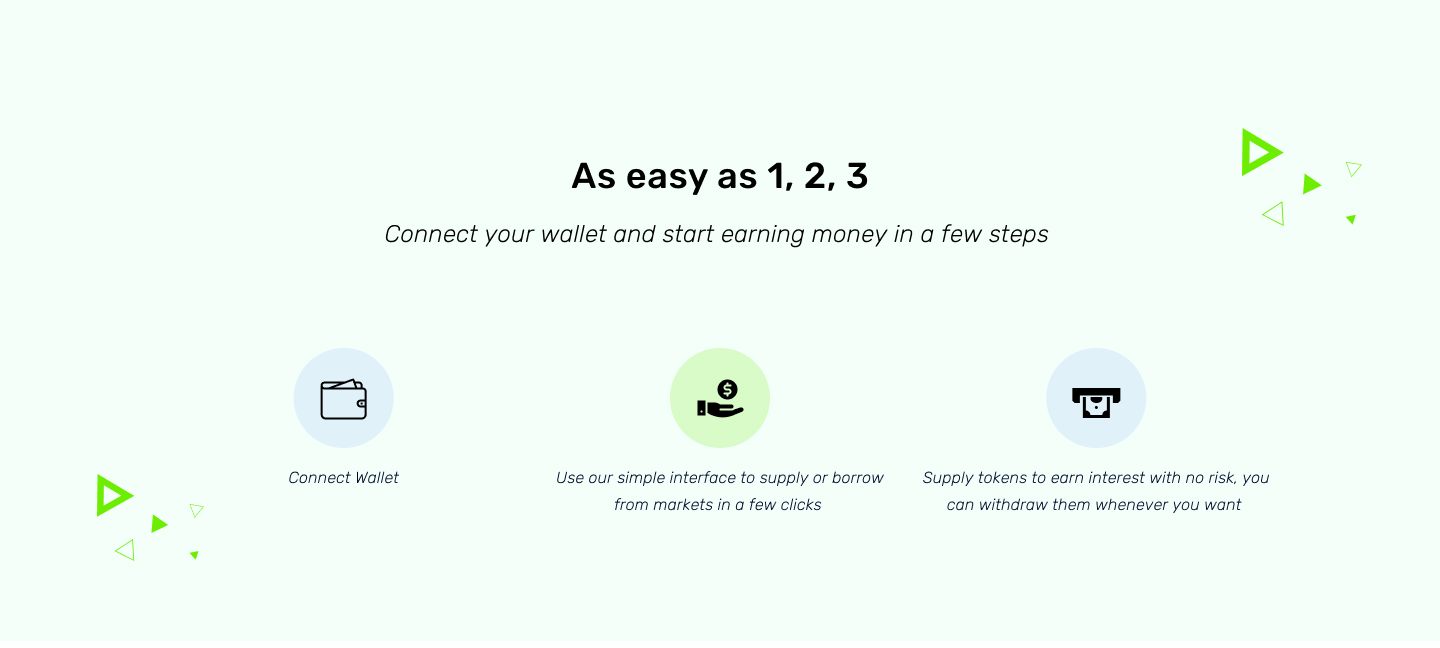 As easy as 1, 2, 3
Connect your wallet and start earning money in a few steps
Connect Wallet
Use our simple interface to supply or borrow
from markets in a few clicks
Supply tokens to earn interest with no risk, you
can withdraw them whenever you want